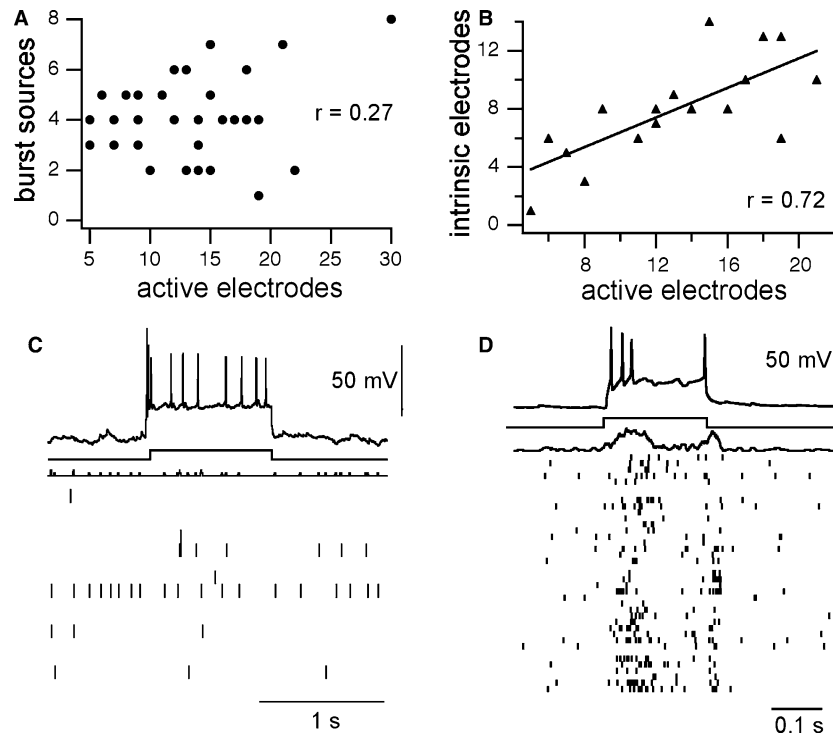 A
8
6
4
2
0
burst sources
r = 0.27
5 10 15 20 25 30
active electrodes
B
12
8
4
0
intrinsic electrodes
r = 0.72
8 12 16 20
active electrodes
C
50 mV
1 s
D
50 mV
0.1 s